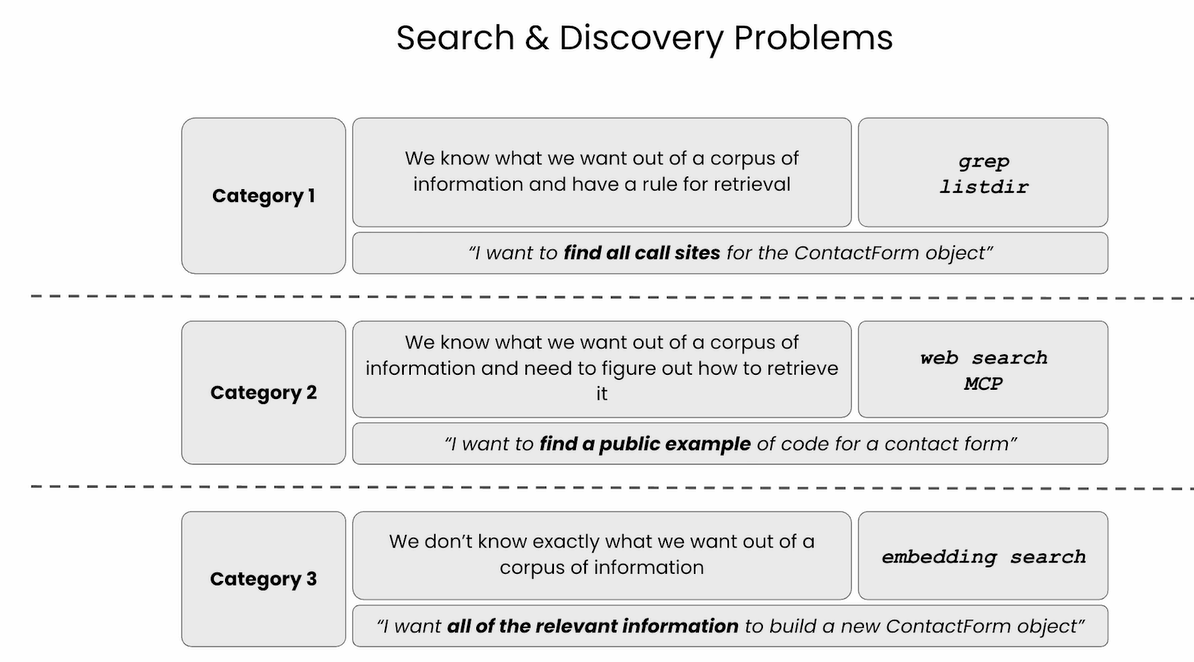 Search & Discovery Problems
Category 1
We know what we want out of a corpus of
information and have a rule for retrieval
grep
listdir
“I want to find all call sites for the ContactForm object”
Category 2
We know what we want out of a corpus of
information and need to figure out how to retrieve
it
web search
MCP
“I want to find a public example of code for a contact form”
Category 3
We don’t know exactly what we want out of a
corpus of information
embedding search
“I want all of the relevant information to build a new ContactForm object”